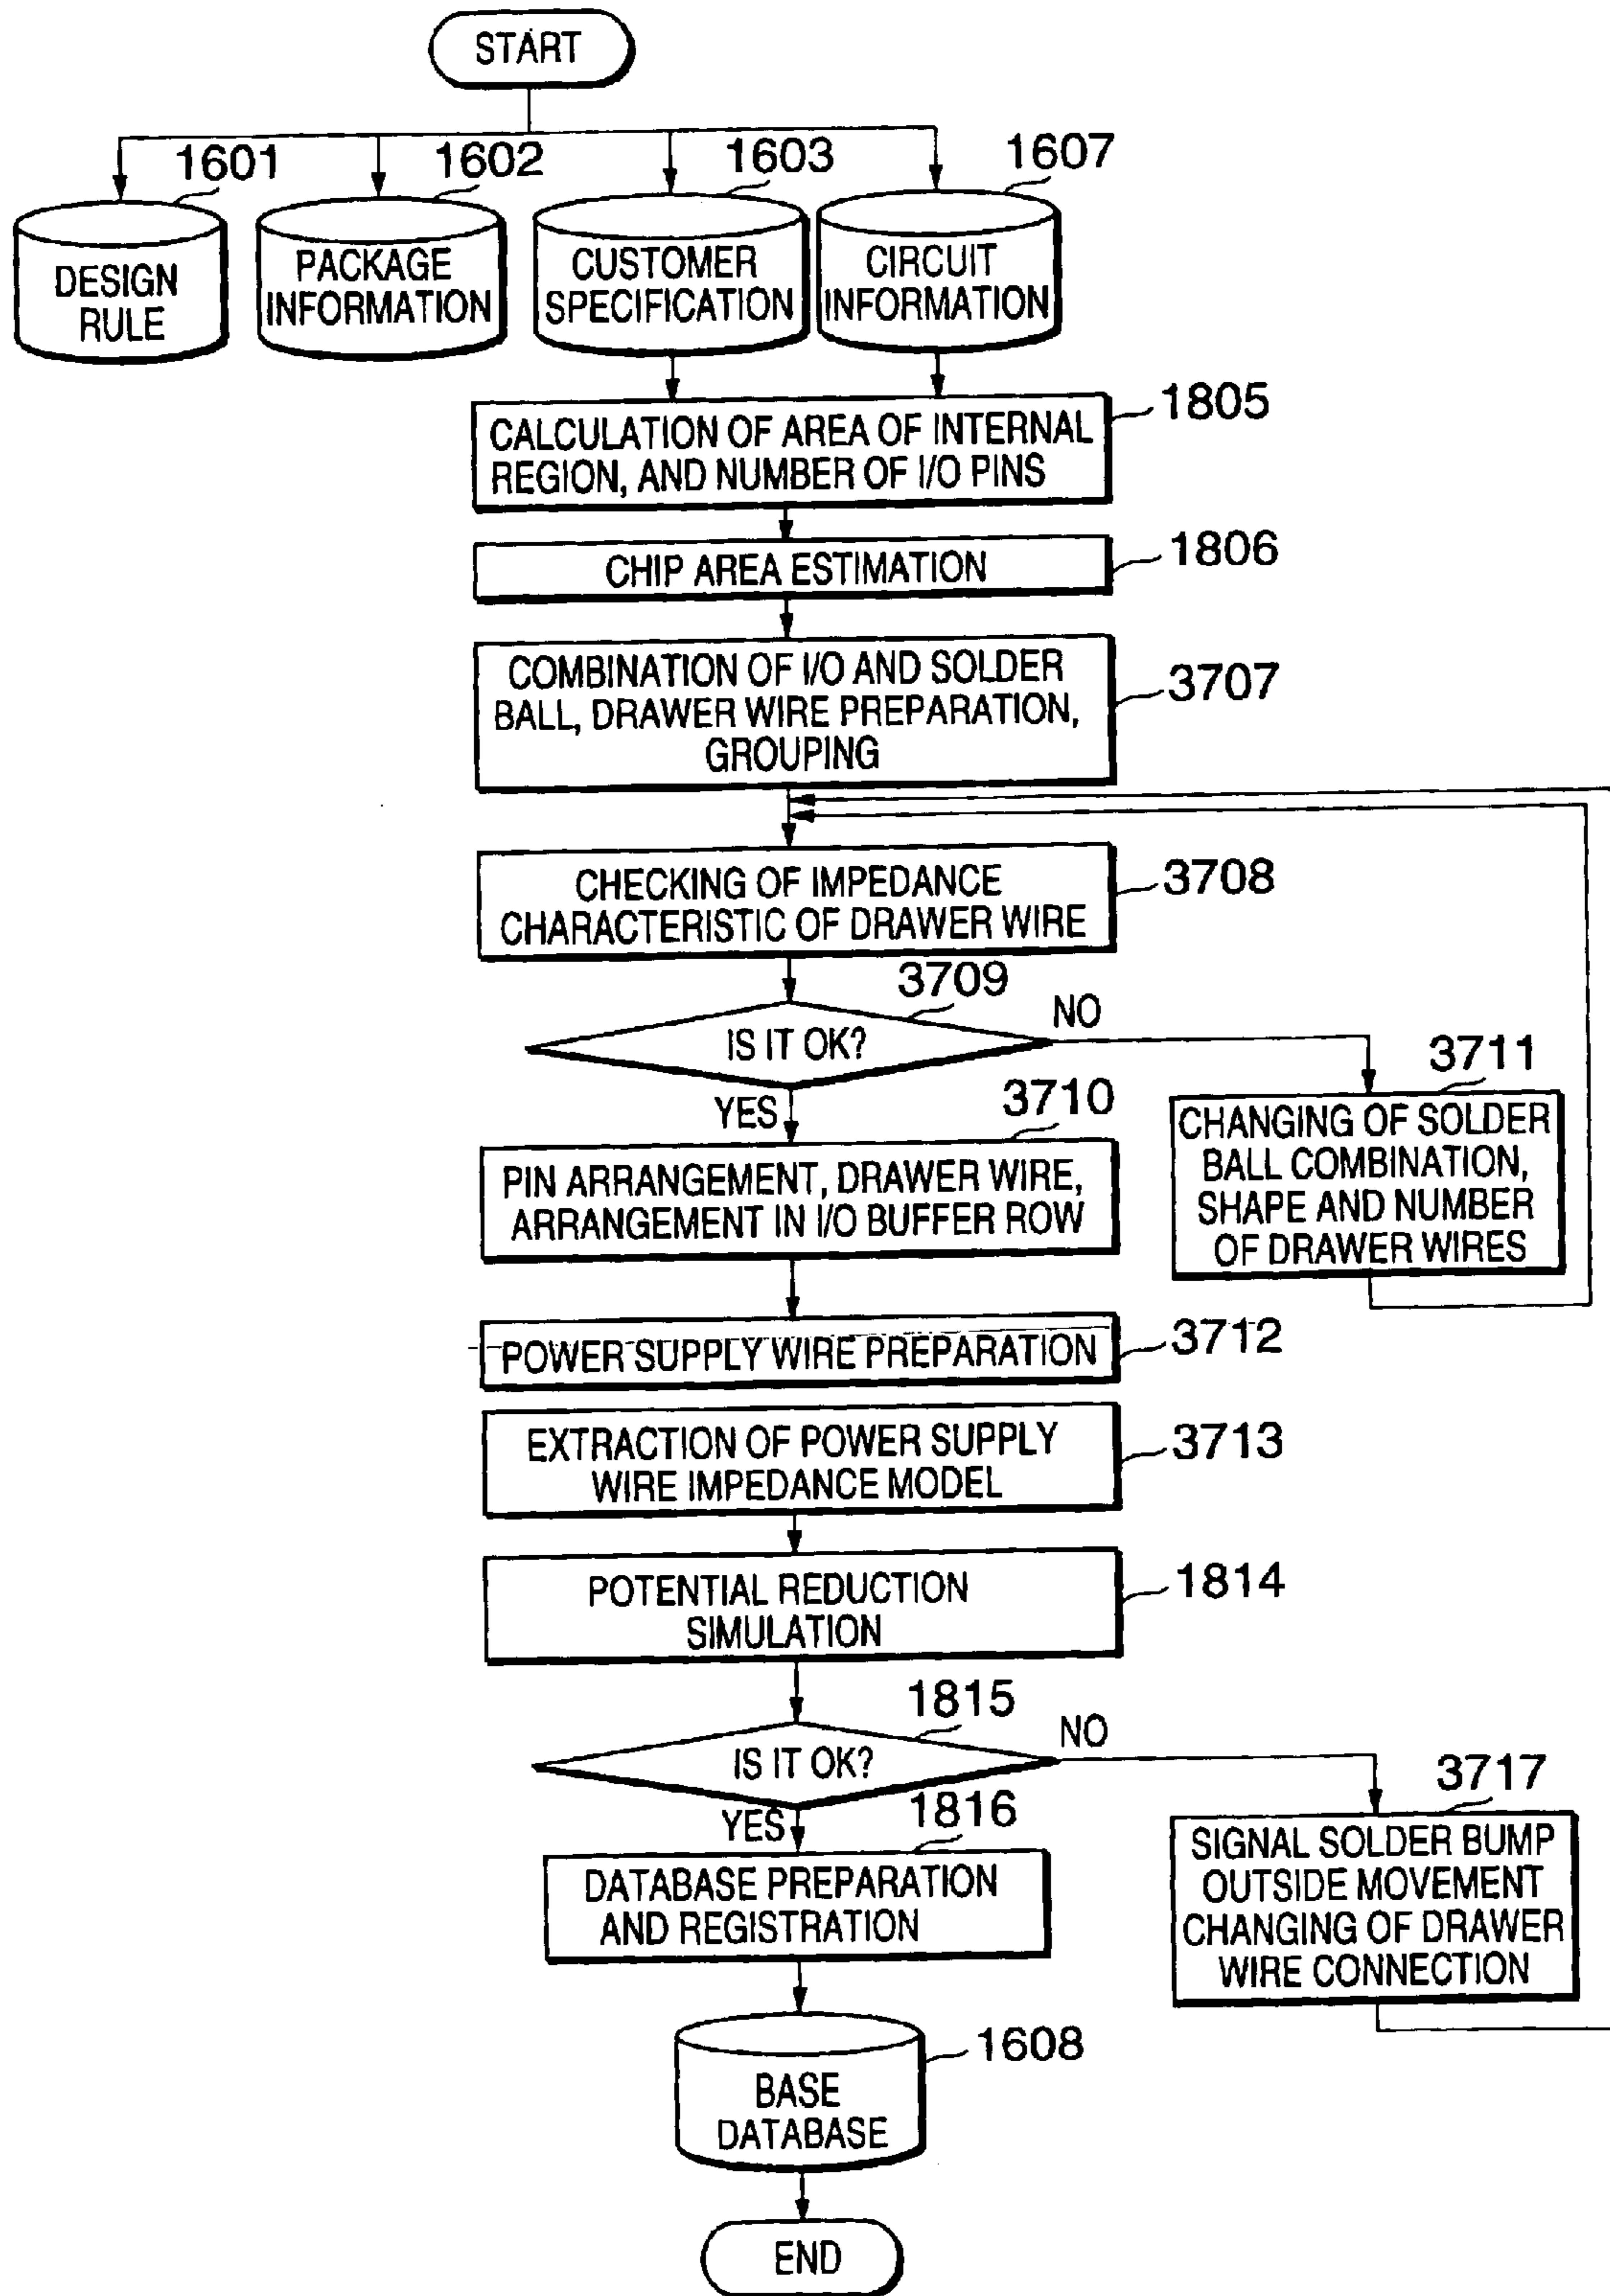 START
1601
1602
1603
1607
DESIGN
RULE
PACKAGE
INFORMATION
CUSTOMER
SPECIFICATION
CIRCUIT
INFORMATION
CALCULATION OF AREA OF INTERNAL
REGION, AND NUMBER OF I/O PINS
1805
CHIP AREA ESTIMATION
1806
COMBINATION OF I/O AND SOLDER
BALL, DRAWER WIRE PREPARATION,
GROUPING
3707
CHECKING OF IMPEDANCE
CHARACTERISTIC OF DRAWER WIRE
3708
3709
IS IT OK?
NO
YES
3710
3711
CHANGING OF SOLDER
BALL COMBINATION,
SHAPE AND NUMBER
OF DRAWER WIRES
PIN ARRANGEMENT, DRAWER WIRE,
ARRANGEMENT IN I/O BUFFER ROW
POWER SUPPLY WIRE PREPARATION
3712
EXTRACTION OF POWER SUPPLY
WIRE IMPEDANCE MODEL
3713
POTENTIAL REDUCTION
SIMULATION
1814
1815
IS IT OK?
NO
YES
1816
3717
SIGNAL SOLDER BUMP
OUTSIDE MOVEMENT
CHANGING OF DRAWER
WIRE CONNECTION
DATABASE PREPARATION
AND REGISTRATION
1608
BASE
DATABASE
END